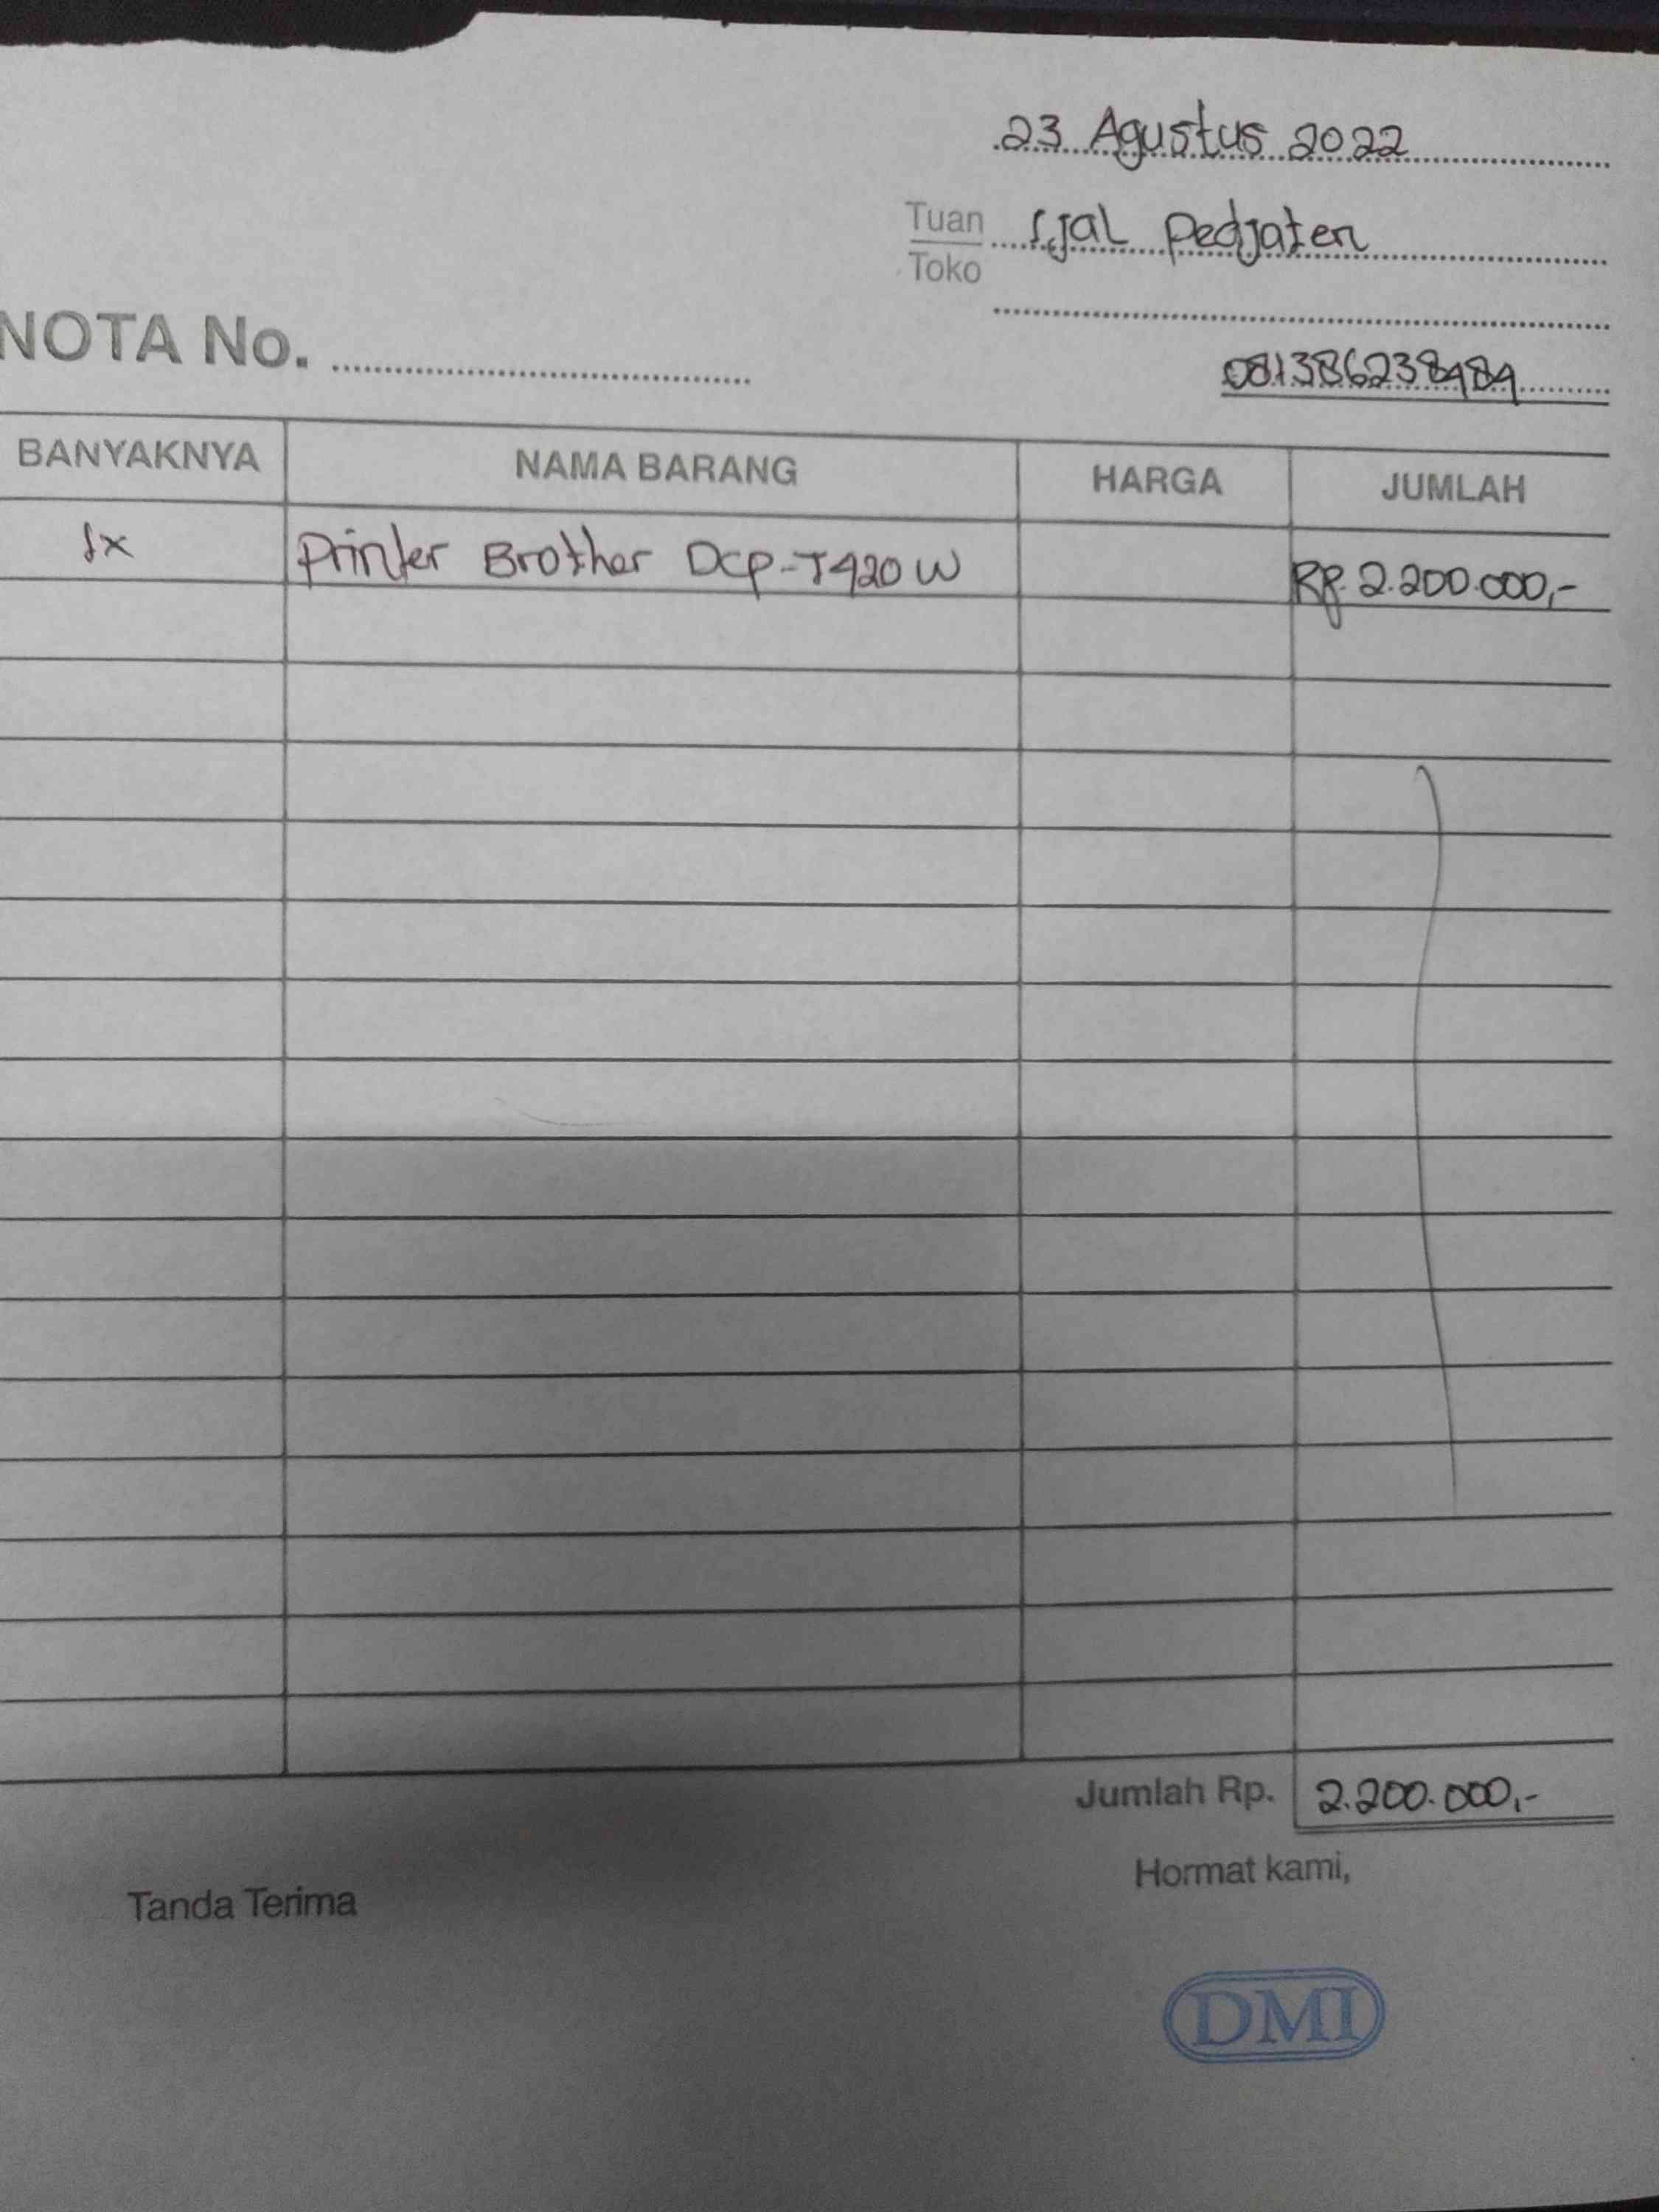 23 Agustus 2022
Tuan Ijal Pedjaten
Toko
NOTA No.
081386238484
BANYAKNYA NAMA BARANG HARGA JUMLAH
1x Printer Brother Dcp-T420W Rp. 2.200.000,-
Jumlah Rp. 2.200.000,-
Hormat kami,
Tanda Terima
DMI